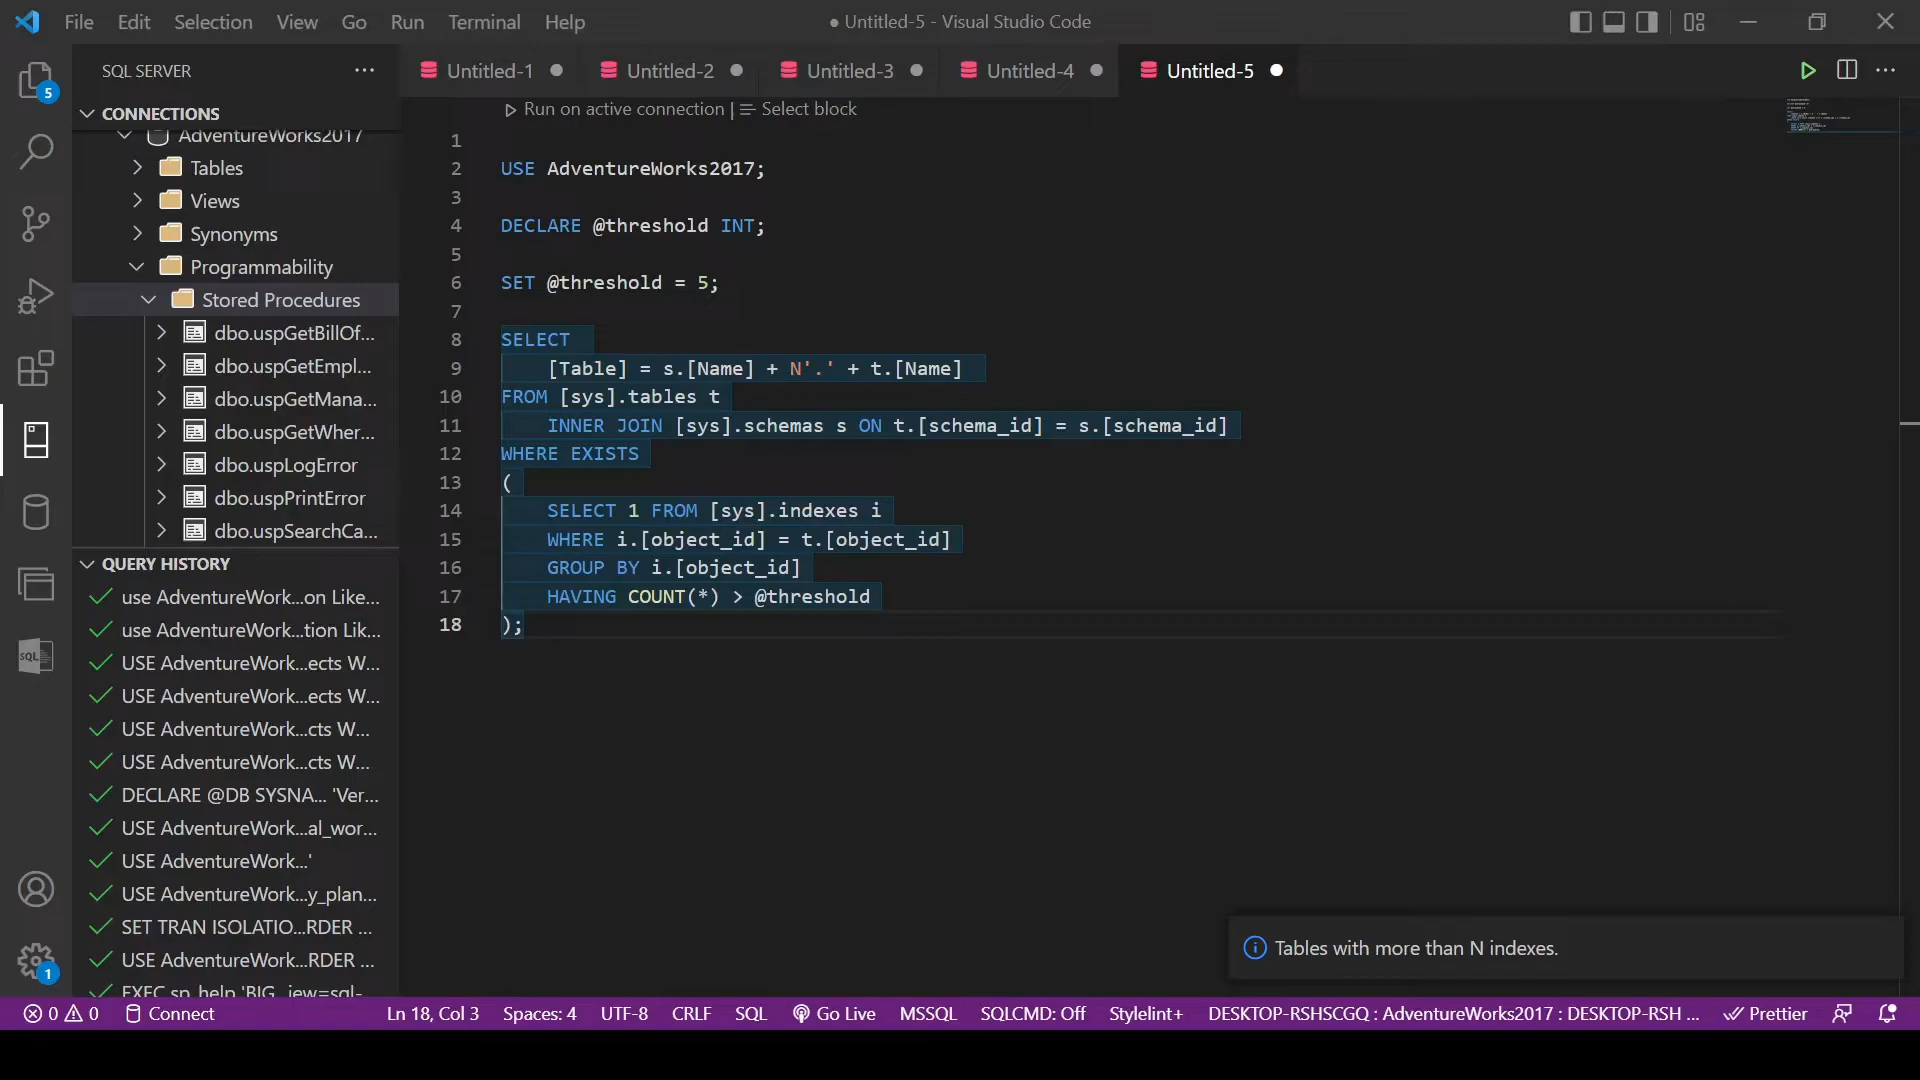 File Edit Selection View Go Run Terminal Help
● Untitled-5 - Visual Studio Code
SQL SERVER
Untitled-1
Untitled-2
Untitled-3
Untitled-4
Untitled-5
CONNECTIONS
AdventureWorks2017
Tables
Views
Synonyms
Programmability
Stored Procedures
dbo.uspGetBillOf...
dbo.uspGetEmpl...
dbo.uspGetMana...
dbo.uspGetWher...
dbo.uspLogError
dbo.uspPrintError
dbo.uspSearchCa...
QUERY HISTORY
use AdventureWork...on Like...
use AdventureWork...tion Lik...
USE AdventureWork...ects W...
USE AdventureWork...ects W...
USE AdventureWork...cts W...
USE AdventureWork...cts W...
DECLARE @DB SYSNA... 'Ver...
USE AdventureWork...al_wor...
USE AdventureWork...'
USE AdventureWork...y_plan...
SET TRAN ISOLATIO...RDER ...
USE AdventureWork...RDER ...
EXEC sp_help 'BIG
5
SQL
1
Run on active connection | Select block
1
2 USE AdventureWorks2017;
3
4 DECLARE @threshold INT;
5
6 SET @threshold = 5;
7
8 SELECT
9 [Table] = s.[Name] + N'.' + t.[Name]
10 FROM [sys].tables t
11 INNER JOIN [sys].schemas s ON t.[schema_id] = s.[schema_id]
12 WHERE EXISTS
13 (
14 SELECT 1 FROM [sys].indexes i
15 WHERE i.[object_id] = t.[object_id]
16 GROUP BY i.[object_id]
17 HAVING COUNT(*) > @threshold
18 );
Tables with more than N indexes.
0 0 Connect Ln 18, Col 3 Spaces: 4 UTF-8 CRLF SQL Go Live MSSQL SQLCMD: Off Stylelint+ DESKTOP-RSHSCGQ : AdventureWorks2017 : DESKTOP-RSH ... Prettier